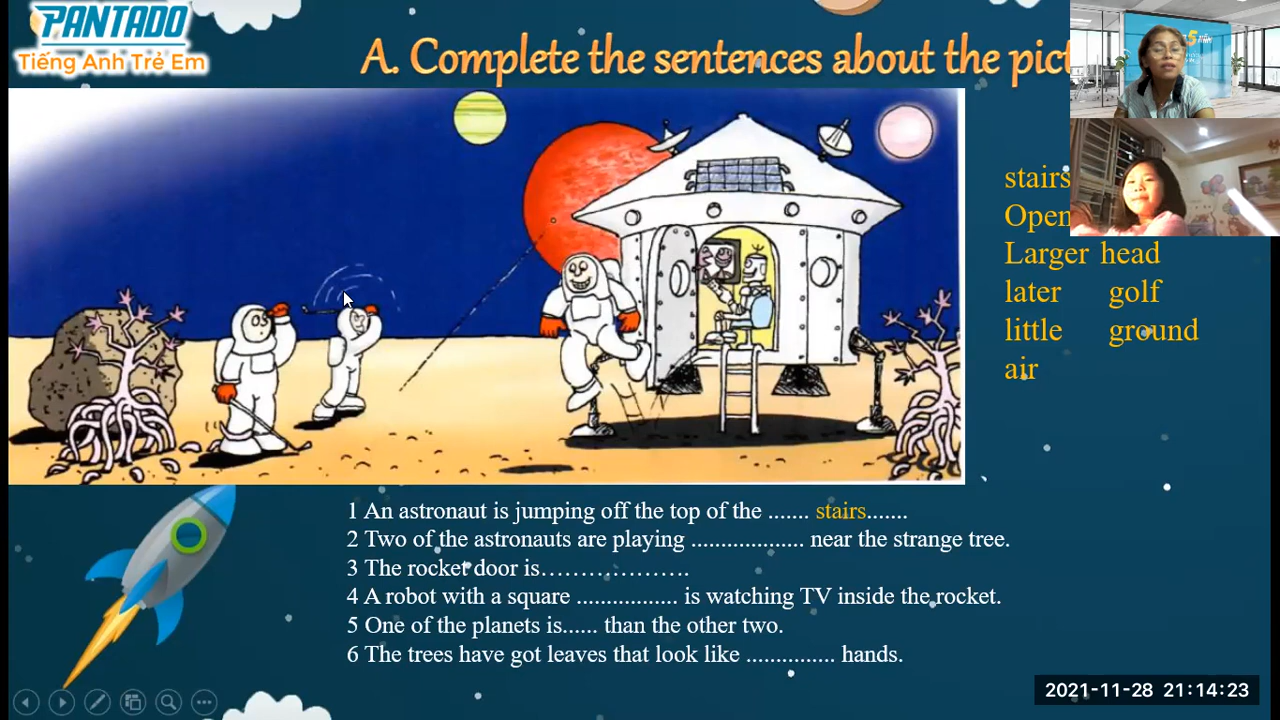 PANTADO
Tiếng Anh Trẻ Em
A. Complete the sentences about the pict
stairs
Open
Larger head
later golf
little ground
air
1 An astronaut is jumping off the top of the ....... stairs.......
2 Two of the astronauts are playing .................. near the strange tree.
3 The rocket door is……………….
4 A robot with a square ................. is watching TV inside the rocket.
5 One of the planets is...... than the other two.
6 The trees have got leaves that look like ............... hands.
2021-11-28 21:14:23